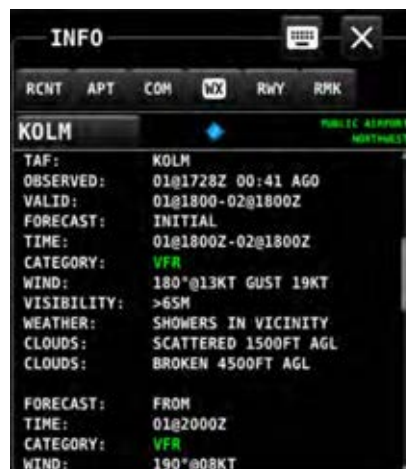 INFO
RCNT APT COM WX RWY RMK
KOLM
PUBLIC AIRPORT
NORTHWEST
TAF: KOLM
OBSERVED: 01@1728Z 00:41 AGO
VALID: 01@1800-02@1800Z
FORECAST: INITIAL
TIME: 01@1800Z-02@1800Z
CATEGORY: VFR
WIND: 180°@13KT GUST 19KT
VISIBILITY: >6SM
WEATHER: SHOWERS IN VICINITY
CLOUDS: SCATTERED 1500FT AGL
CLOUDS: BROKEN 4500FT AGL
FORECAST: FROM
TIME: 01@2000Z
CATEGORY: VFR
WIND: 190°@08KT